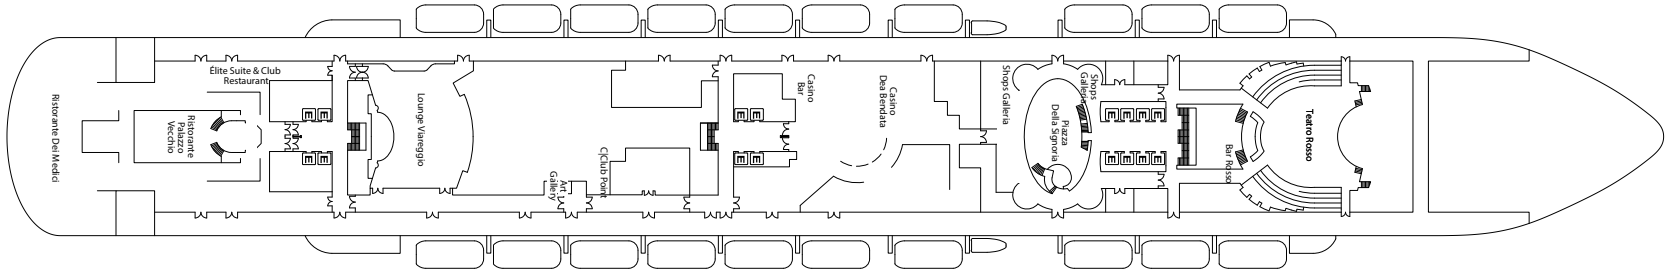 Ristorante Dei Medici
Ristorante
Palazzo
Vecchio
Élite Suite & Club
Restaurant
E
E
E
E
Lounge Viareggio
Art
Gallery
C|Club Point
E
E
E
E
Casino
Bar
Casino
Dea Bendata
Shops Galleria
Piazza
Della Signoria
Shops
Galleria
E
E
E
E
E
E
E
E
Bar Rosso
Teatro Rosso